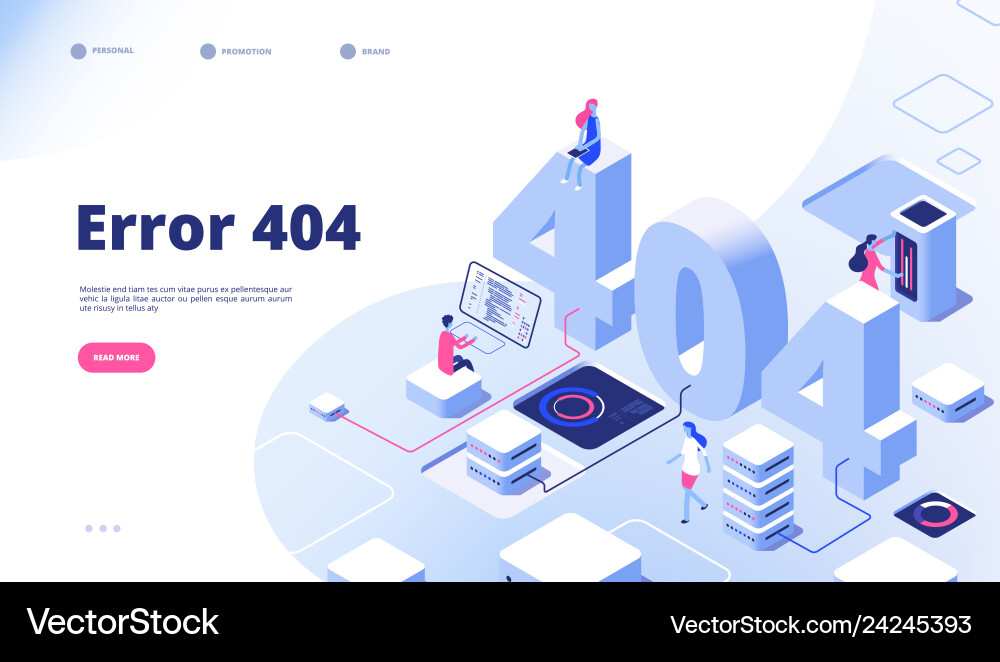 PERSONAL
PROMOTION
BRAND
Error 404
Molestie end tiam tes cum vitae purus ex pellentesque aur
vehic la ligula litae auctor ou pellen esque aurum aurum
ute risusy in tellus aty
READ MORE
404
VectorStock
VectorStock.com/24245393